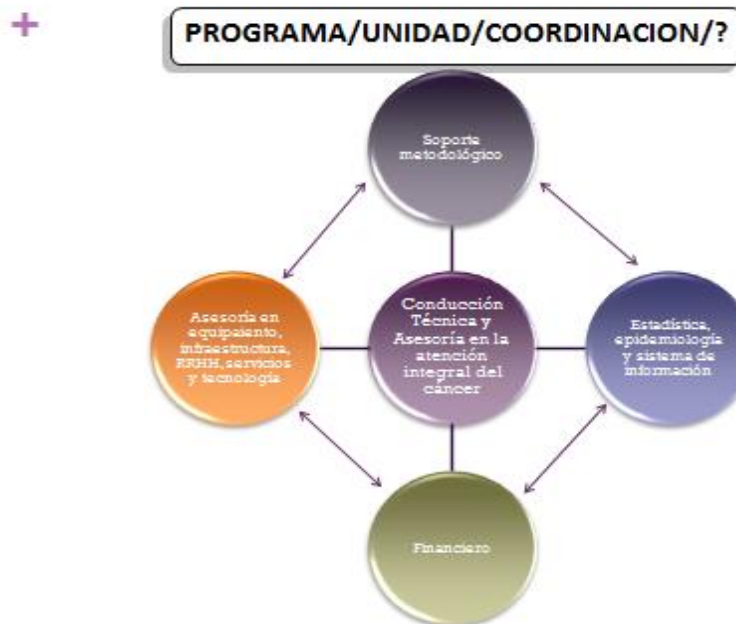 +
PROGRAMA/UNIDAD/COORDINACION/?
Soporte
metodológico
Asesoría en
equipaiento,
infraestructura,
RRHH, servicios
y tecnología
Conducción
Técnica y
Asesoría en la
atención
integral del
cáncer
Estadística,
epidemiología
y sistema de
información
Financiero